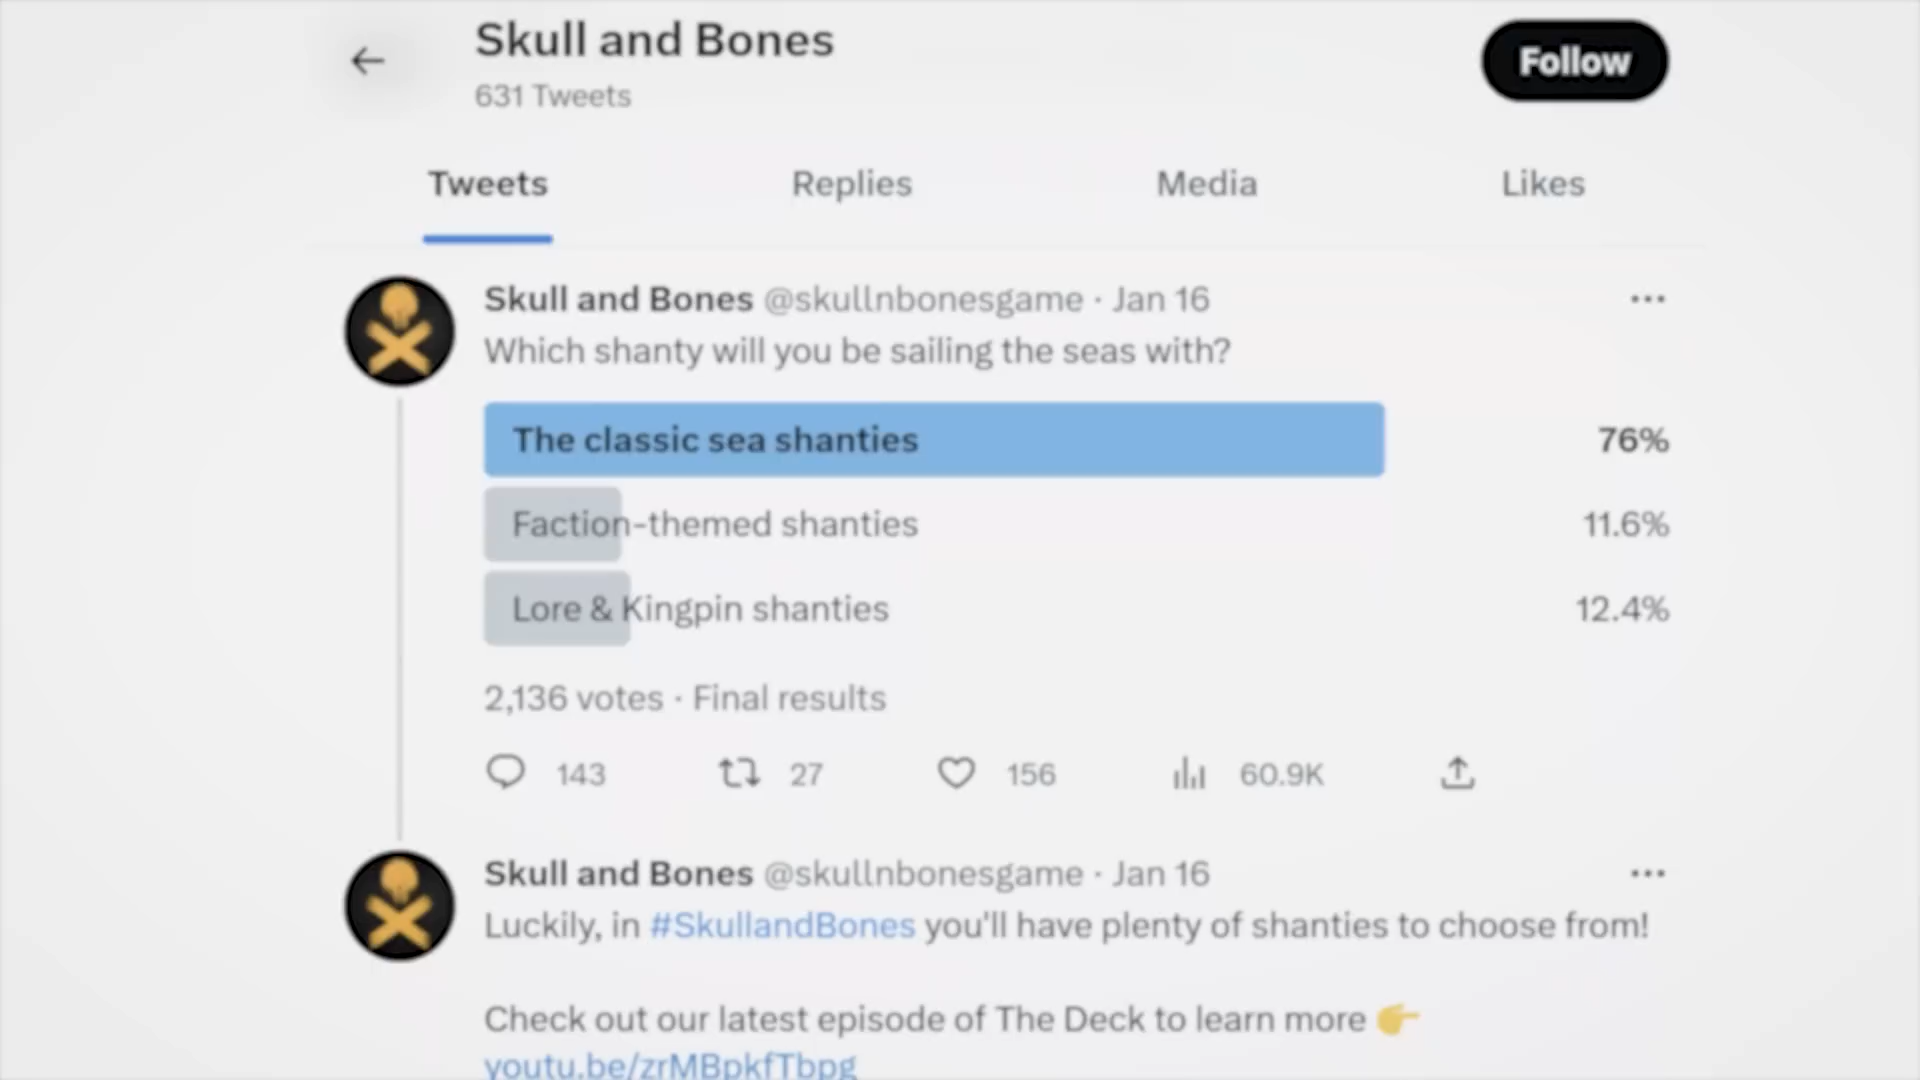 Skull and Bones
Follow
631 Tweets
Tweets Replies Media Likes
Skull and Bones @skullnbonesgame · Jan 16
Which shanty will you be sailing the seas with?
The classic sea shanties 76%
Faction-themed shanties 11.6%
Lore & Kingpin shanties 12.4%
2,136 votes · Final results
143 27 156 60.9K
Skull and Bones @skullnbonesgame · Jan 16
Luckily, in #SkullandBones you'll have plenty of shanties to choose from!
Check out our latest episode of The Deck to learn more 👉
youtu.be/zrMBpkfTbpg